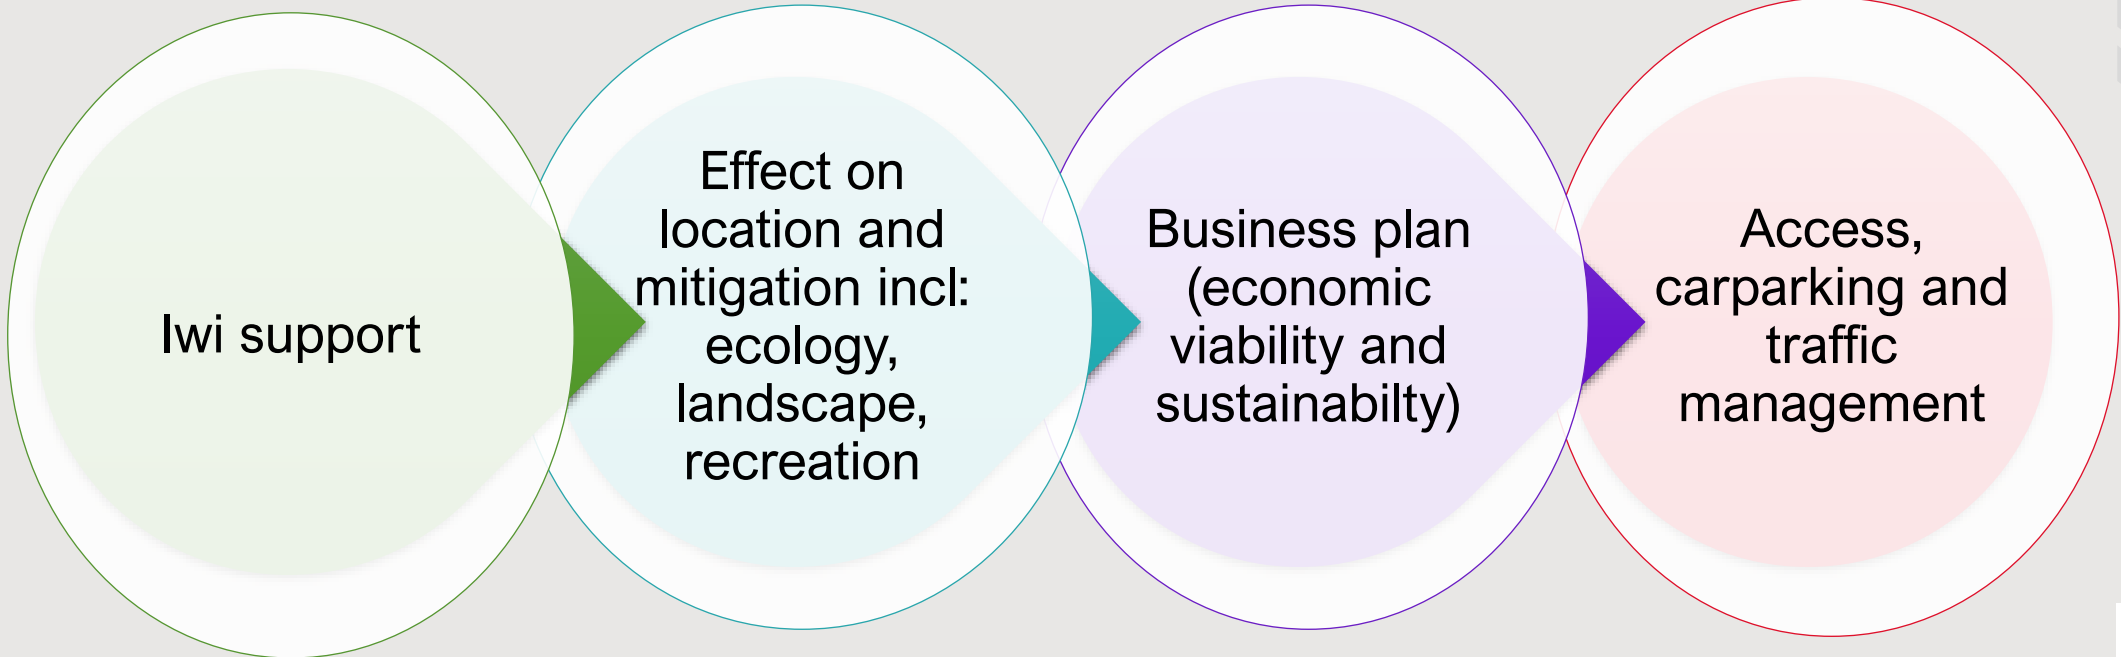 Iwi support
Effect on
location and
mitigation incl:
ecology,
landscape,
recreation
Business plan
(economic
viability and
sustainabilty)
Access,
carparking and
traffic
management